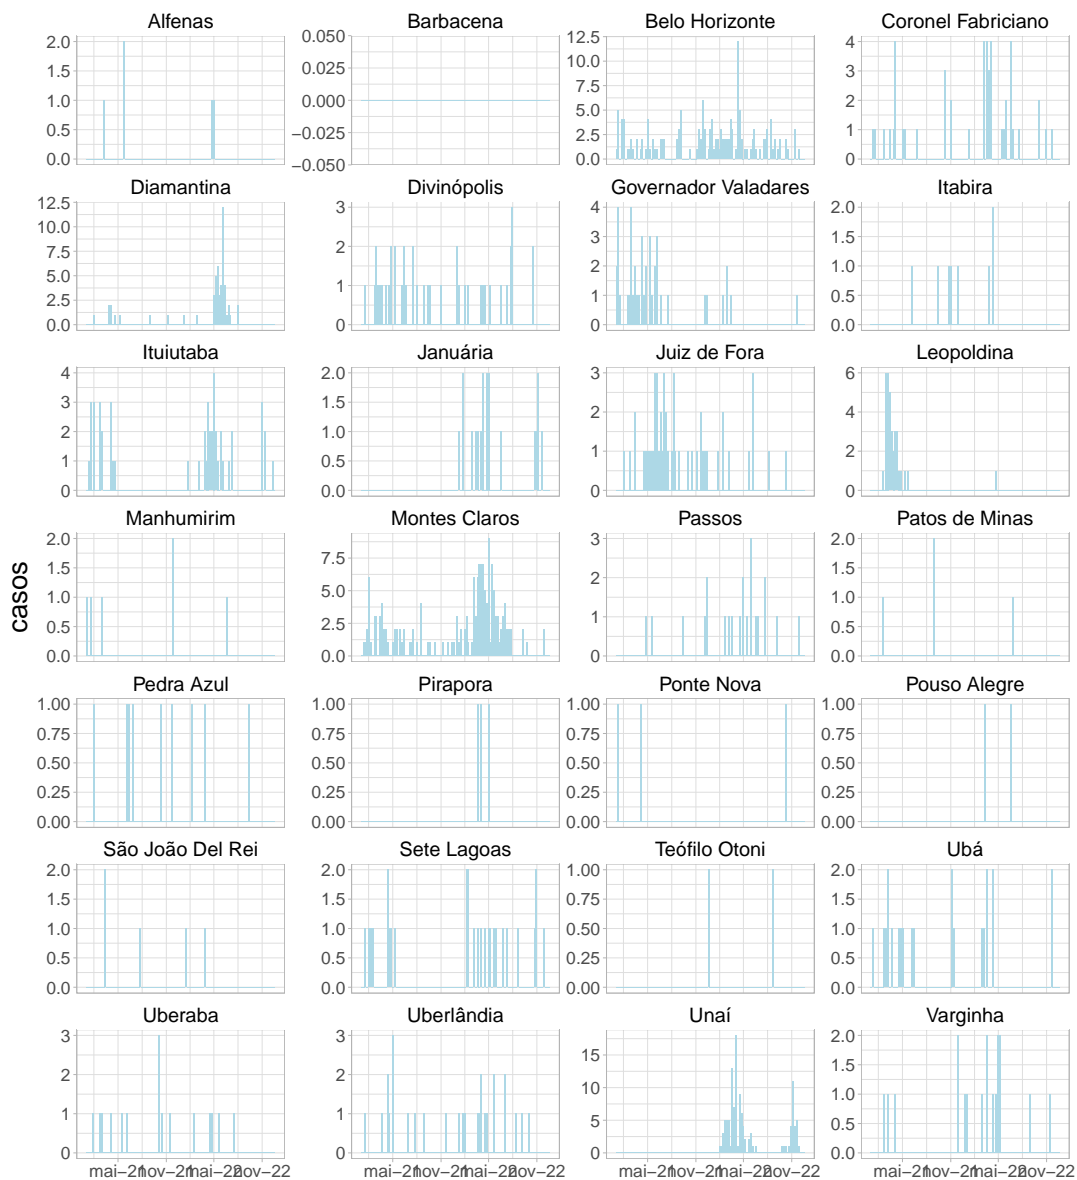 Alfenas Barbacena Belo Horizonte Coronel Fabriciano
2.0 1.5 1.0 0.5 0.0
0.050 0.025 0.000 −0.025 −0.050
12.5 10.0 7.5 5.0 2.5 0.0
4 3 2 1 0
Diamantina Divinópolis Governador Valadares Itabira
12.5 10.0 7.5 5.0 2.5 0.0
3 2 1 0
4 3 2 1 0
2.0 1.5 1.0 0.5 0.0
Ituiutaba Januária Juiz de Fora Leopoldina
4 3 2 1 0
2.0 1.5 1.0 0.5 0.0
3 2 1 0
6 4 2 0
casos
Manhumirim Montes Claros Passos Patos de Minas
2.0 1.5 1.0 0.5 0.0
7.5 5.0 2.5 0.0
3 2 1 0
2.0 1.5 1.0 0.5 0.0
Pedra Azul Pirapora Ponte Nova Pouso Alegre
1.00 0.75 0.50 0.25 0.00
1.00 0.75 0.50 0.25 0.00
1.00 0.75 0.50 0.25 0.00
1.00 0.75 0.50 0.25 0.00
São João Del Rei Sete Lagoas Teófilo Otoni Ubá
2.0 1.5 1.0 0.5 0.0
2.0 1.5 1.0 0.5 0.0
1.00 0.75 0.50 0.25 0.00
2.0 1.5 1.0 0.5 0.0
Uberaba Uberlândia Unaí Varginha
3 2 1 0
3 2 1 0
15 10 5 0
2.0 1.5 1.0 0.5 0.0
mai−21 nov−21 mai−22 nov−22
mai−21 nov−21 mai−22 nov−22
mai−21 nov−21 mai−22 nov−22
mai−21 nov−21 mai−22 nov−22